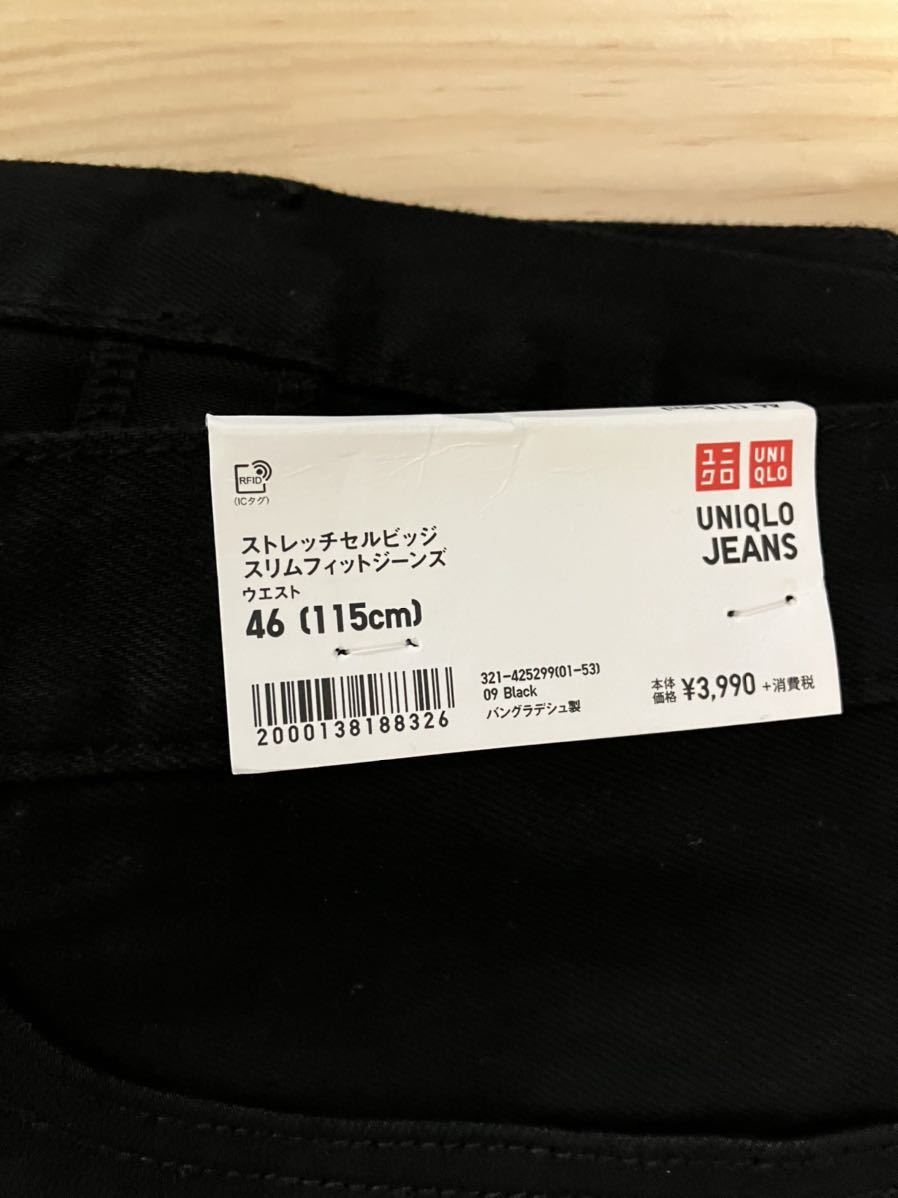 RFID
(ICタグ)
ストレッチセルビッジ
スリムフィットジーンズ
ウエスト
46 (115cm)
2000138188326
321-425299(01-53)
09 Black
バングラデシュ製
ユニ
クロ
UNI
QLO
UNIQLO
JEANS
本体
価格 ¥3,990 +消費税